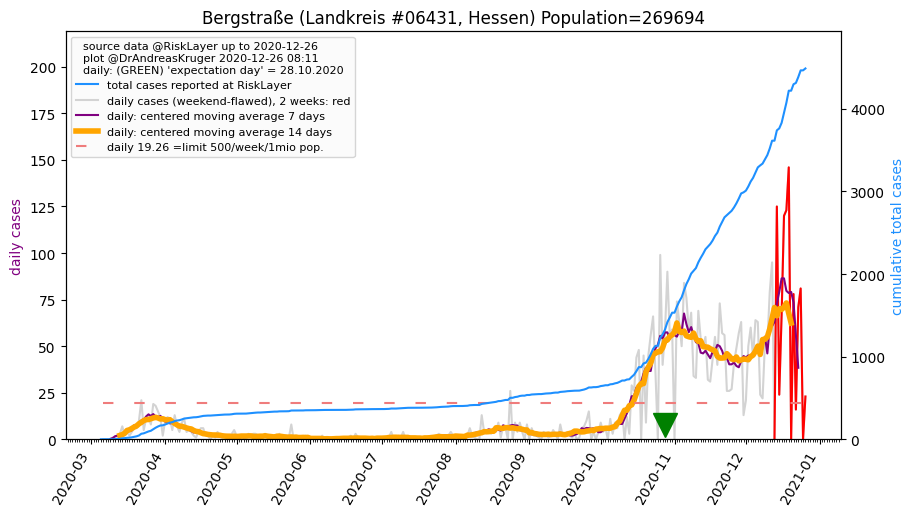 Bergstraße (Landkreis #06431, Hessen) Population=269694
source data @RiskLayer up to 2020-12-26
plot @DrAndreasKruger 2020-12-26 08:11
daily: (GREEN) 'expectation day' = 28.10.2020
total cases reported at RiskLayer
daily cases (weekend-flawed), 2 weeks: red
daily: centered moving average 7 days
daily: centered moving average 14 days
daily 19.26 =limit 500/week/1mio pop.
daily cases
200
175
150
125
100
75
50
25
0
cumulative total cases
4000
3000
2000
1000
0
2020-03
2020-04
2020-05
2020-06
2020-07
2020-08
2020-09
2020-10
2020-11
2020-12
2021-01